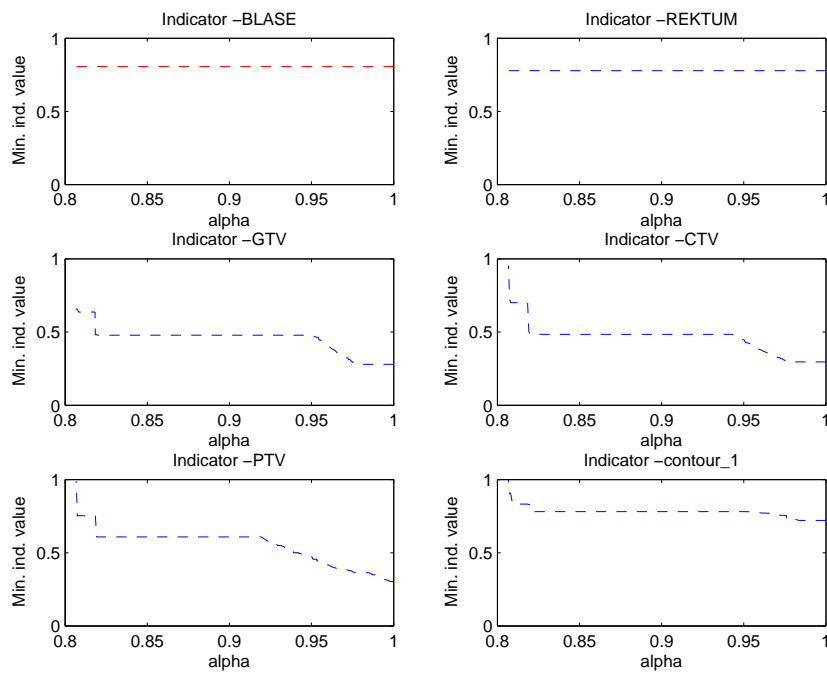 Indicator −BLASE
Min. ind. value
1
0.5
0
0.8 0.85 0.9 0.95 1
alpha
Indicator −REKTUM
Min. ind. value
1
0.5
0
0.8 0.85 0.9 0.95 1
alpha
Indicator −GTV
Min. ind. value
1
0.5
0
0.8 0.85 0.9 0.95 1
alpha
Indicator −CTV
Min. ind. value
1
0.5
0
0.8 0.85 0.9 0.95 1
alpha
Indicator −PTV
Min. ind. value
1
0.5
0
0.8 0.85 0.9 0.95 1
alpha
Indicator −contour_1
Min. ind. value
1
0.5
0
0.8 0.85 0.9 0.95 1
alpha